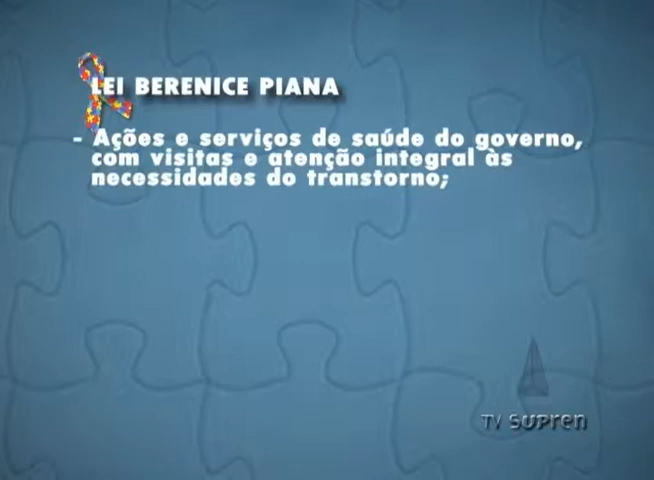 LEI BERENICE PIANA
- Ações e serviços de saúde do governo,
com visitas e atenção integral às
necessidades do transtorno;
TV SUPren